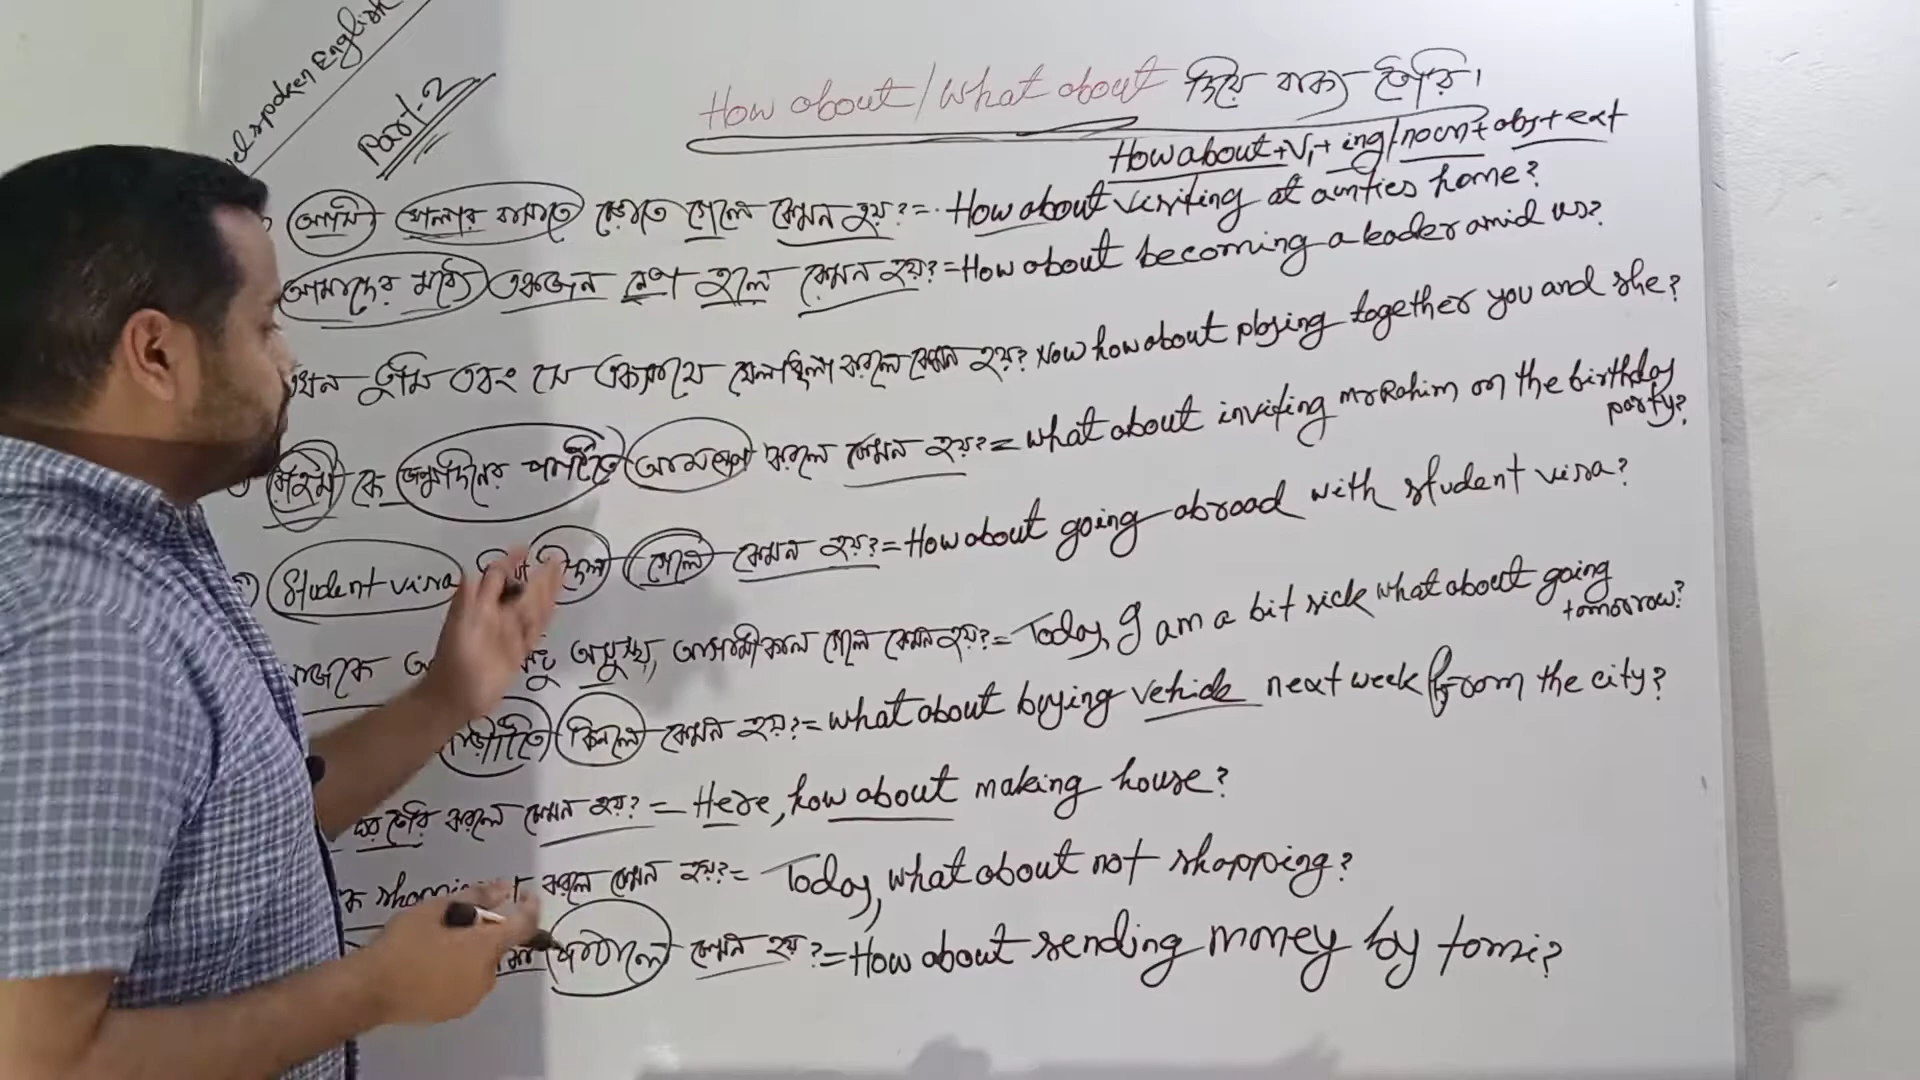 spoken English
Part-2
How about/What about দিয়ে বাক্য তৈরি।
How about+V₁+ing/noun+obj+ext
আমি খালার বাসাতে বেড়াতে গেলে কেমন হয়?=How about visiting at aunties home?
আমাদের মধ্যে একজন নেতা হলে কেমন হয়?=How about becoming a leader amid us?
এখন তুমি এবং সে একসাথে খেলাধুলা করলে কেমন হয়? Now how about playing together you and she?
রহিম কে জন্মদিনের পার্টিতে আমন্ত্রণ করলে কেমন হয়?=what about inviting mr Rahim on the birthday party?
Student visa গেলে কেমন হয়?=How about going abroad with student visa?
অসুস্থ, আগামীকাল গেলে কেমন হয়?=Today I am a bit sick what about going tomorrow?
কিনলে কেমন হয়?=what about buying vehicle next week from the city?
ঘর তৈরি করলে কেমন হয়?=Here, how about making house?
করলে কেমন হয়?=Today, what about not shopping?
পাঠালে কেমন হয়?=How about sending money by tomi?